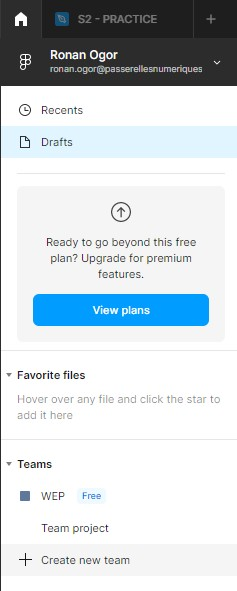 S2 - PRACTICE
Ronan Ogor
ronan.ogor@passerellesnumeriques
Recents
Drafts
Ready to go beyond this free
plan? Upgrade for premium
features.
View plans
Favorite files
Hover over any file and click the star to
add it here
Teams
WEP Free
Team project
Create new team